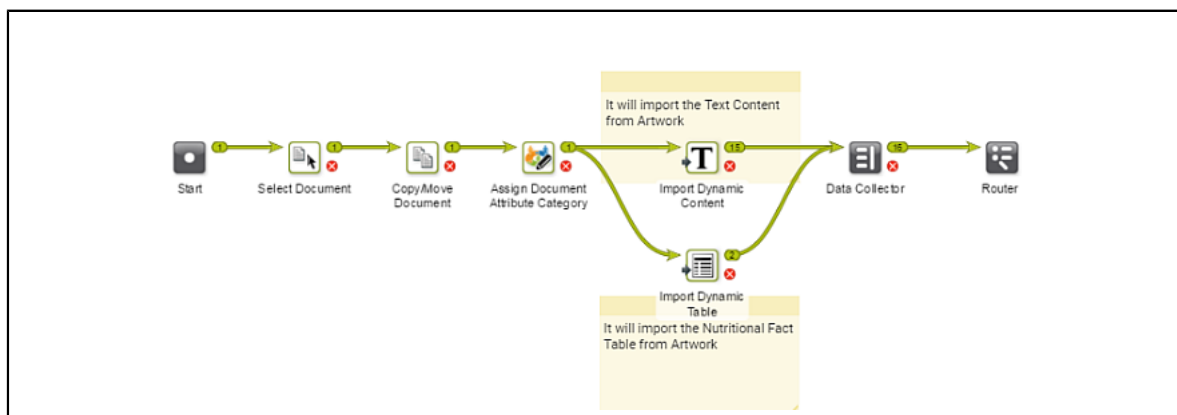 It will import the Text Content
from Artwork
1
1
1
1
15
16
Start
Select Document
Copy/Move
Document
Assign Document
Attribute Category
T
Import Dynamic
Content
Data Collector
Router
2
Import Dynamic
Table
It will import the Nutritional Fact
Table from Artwork